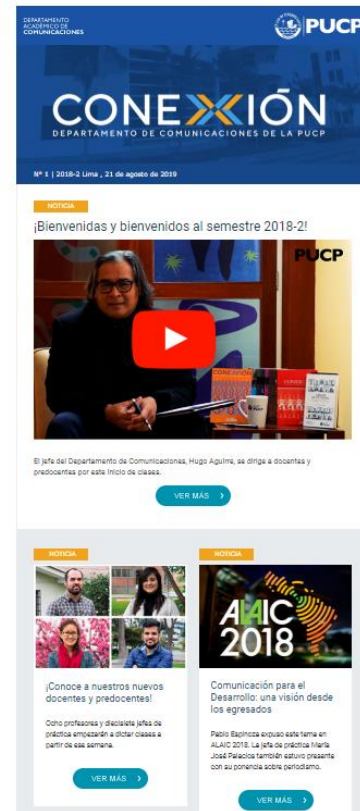 DEPARTAMENTO
ACADÉMICO DE
COMUNICACIONES
PUCP
CONEXIÓN
DEPARTAMENTO DE COMUNICACIONES DE LA PUCP
Nº 1 | 2018-2 Lima , 21 de agosto de 2019
NOTICIA
¡Bienvenidas y bienvenidos al semestre 2018-2!
PUCP
CONEXIÓN
El jefe del Departamento de Comunicaciones, Hugo Aguirre, se dirige a docentes y
predocentes por este inicio de clases.
VER MÁS
NOTICIA
¡Conoce a nuestros nuevos
docentes y predocentes!
Ocho profesores y diecisiete jefes de
práctica empezarán a dictar clases a
partir de esa semana.
VER MÁS
NOTICIA
ALAIC
2018
Comunicación para el
Desarrollo: una visión desde
los egresados
Pablo Espinoza expuso este tema en
ALAIC 2018. La jefa de práctica María
José Palacios también estuvo presente
con su ponencia sobre periodismo.
VER MÁS